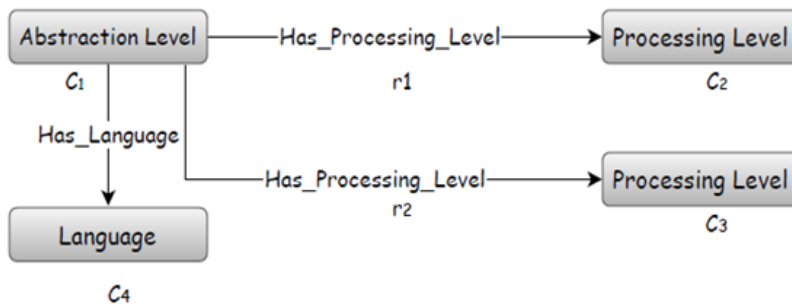 Abstraction Level
Has_Processing_Level
Processing Level
C1
r1
C2
Has_Language
Has_Processing_Level
Processing Level
r2
C3
Language
C4